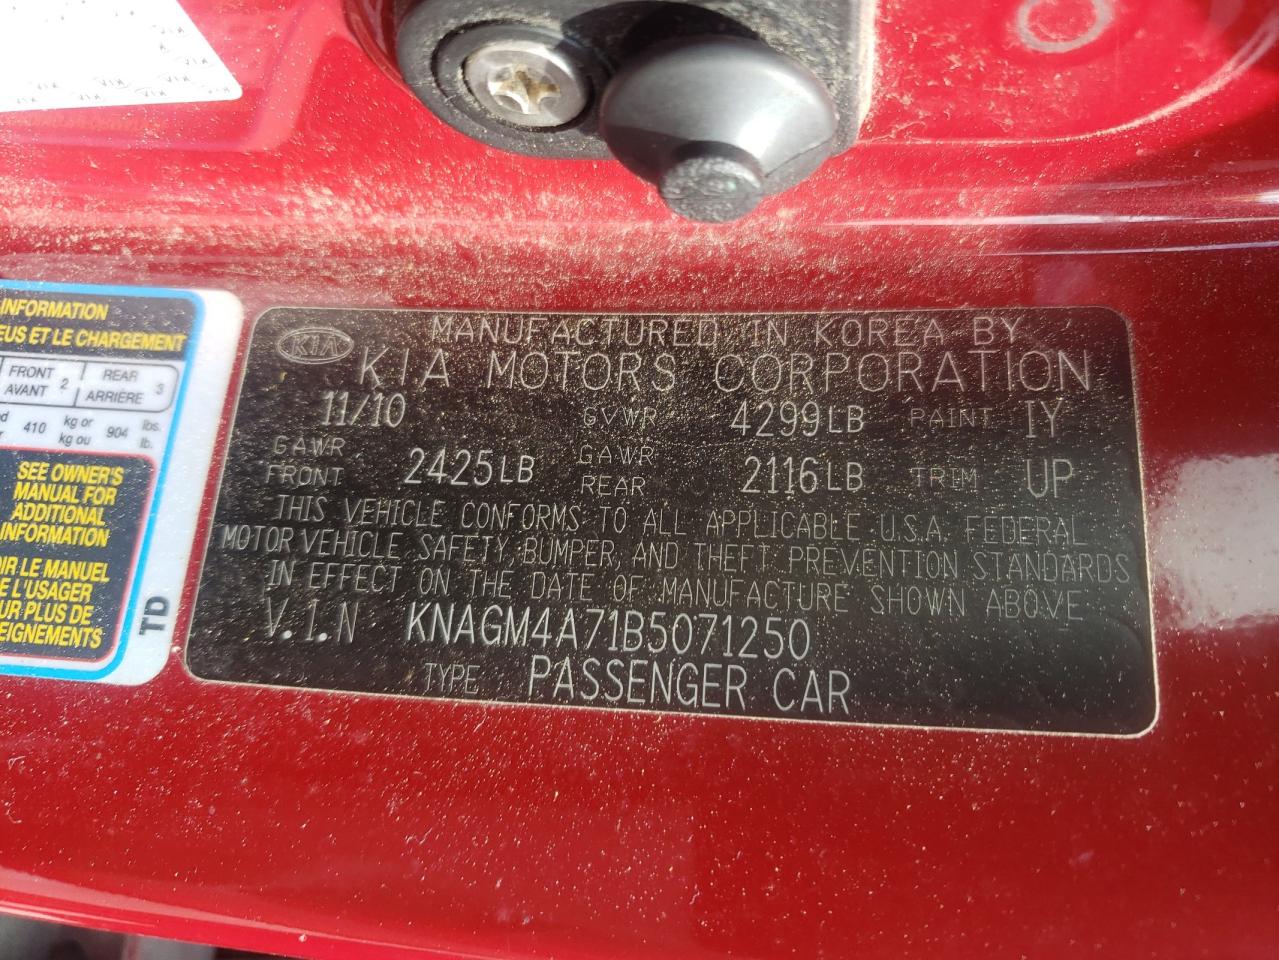 KIA KIA KIA KIA
INFORMATION
EUS ET LE CHARGEMENT
FRONT AVANT 2 REAR ARRIÈRE 3
410 kg or kg ou 904 lbs. lb.
SEE OWNER'S
MANUAL FOR
ADDITIONAL
INFORMATION
IR LE MANUEL
L'USAGER
UR PLUS DE
EIGNEMENTS
TD
KIA MANUFACTURED IN KOREA BY
KIA MOTORS CORPORATION
11/10 GVWR 4299LB PAINT IY
GAWR FRONT 2425LB GAWR REAR 2116LB TRIM UP
THIS VEHICLE CONFORMS TO ALL APPLICABLE U.S.A. FEDERAL
MOTOR VEHICLE SAFETY, BUMPER, AND THEFT PREVENTION STANDARDS
IN EFFECT ON THE DATE OF MANUFACTURE SHOWN ABOVE.
V.I.N KNAGM4A71B5071250
TYPE PASSENGER CAR